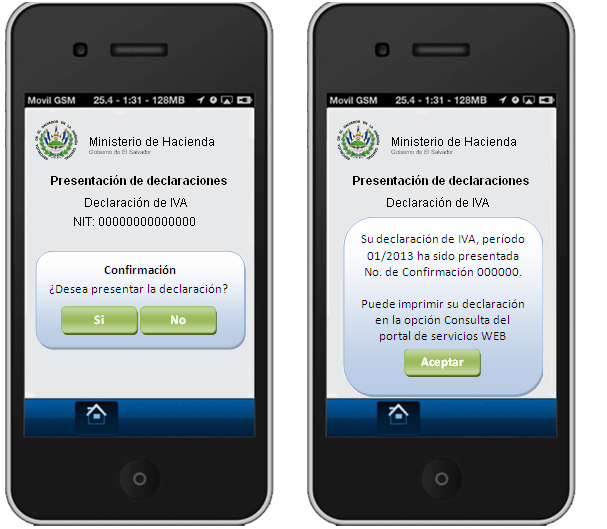 Movil GSM 25.4 - 1:31 - 128MB
Ministerio de Hacienda
Gobierno de El Salvador
Presentación de declaraciones
Declaración de IVA
NIT: 00000000000000
Confirmación
¿Desea presentar la declaración?
Si No
Movil GSM 25.4 - 1:31 - 128MB
Ministerio de Hacienda
Gobierno de El Salvador
Presentación de declaraciones
Declaración de IVA
Su declaración de IVA, período
01/2013 ha sido presentada
No. de Confirmación 000000.
Puede imprimir su declaración
en la opción Consulta del
portal de servicios WEB
Aceptar